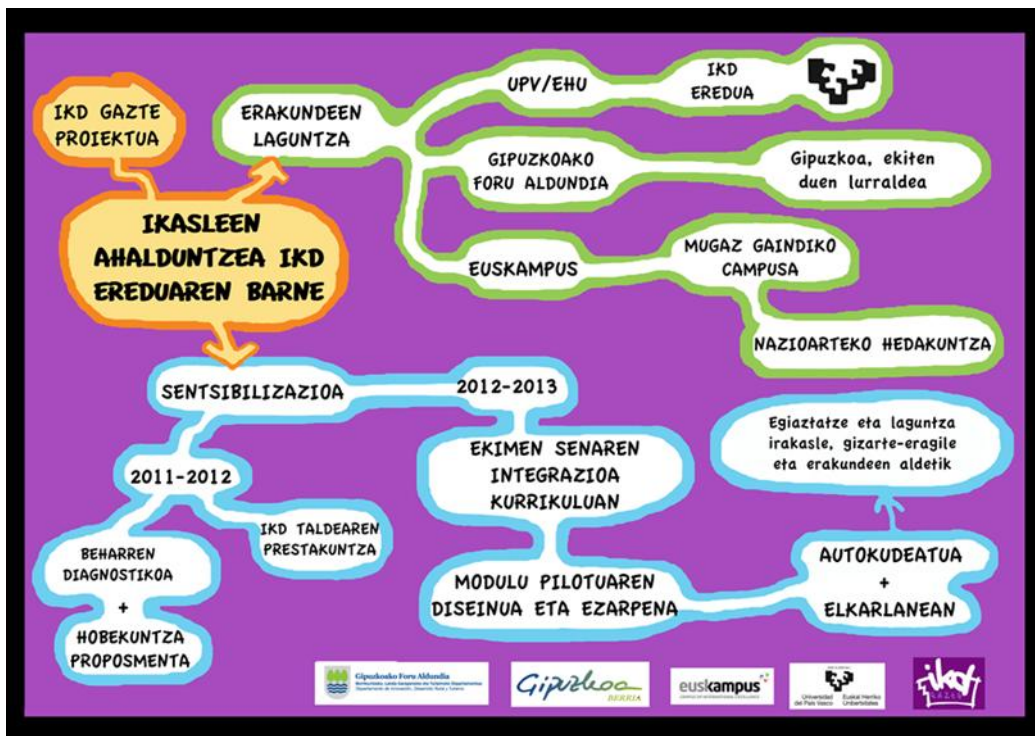 IKD GAZTE
PROIEKTUA
ERAKUNDEEN
LAGUNTZA
UPV/EHU
IKD
EREDUA
GIPUZKOAKO
FORU ALDUNDIA
Gipuzkoa, ekiten
duen lurraldea
IKASLEEN
AHALDUNTZEA IKD
EREDUAREN BARNE
EUSKAMPUS
MUGAZ GAINDIKO
CAMPUSA
NAZIOARTEKO HEDAKUNTZA
SENTSIBILIZAZIOA
2012-2013
2011-2012
IKD TALDEAREN
PRESTAKUNTZA
BEHARREN
DIAGNOSTIKOA
+
HOBEKUNTZA
PROPOSMENTA
EKIMEN SENAREN
INTEGRAZIOA
KURRIKULUAN
MODULU PILOTUAREN
DISEINUA ETA EZARPENA
AUTOKUDEATUA
+
ELKARLANEAN
Egiaztatze eta laguntza
irakasle, gizarte-eragile
eta erakundeen aldetik
Gipuzkoako Foru Aldundia
Gipuzkoa
BERRIA
euskampus
Universidad
del País Vasco
Euskal Herriko
Unibertsitatea
ikd
GAZTE